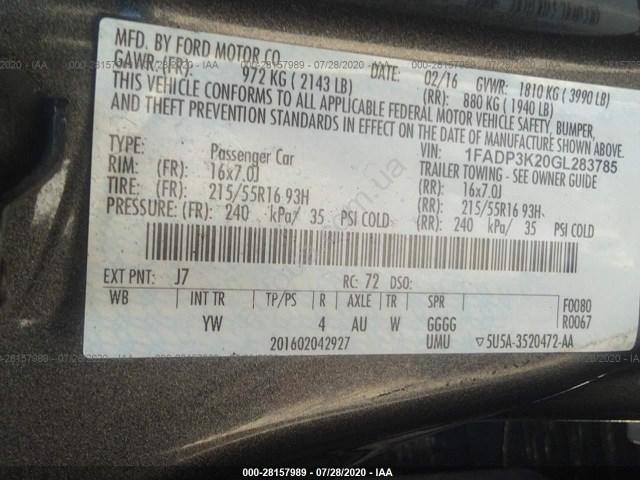 000-28157989 - 07/28/2020 - IAA
MFD. BY FORD MOTOR CO.
GAWR: (FR): 972 KG ( 2143 LB) DATE: 02/16 GVWR: 1810 KG ( 3990 LB)
(RR): 880 KG ( 1940 LB)
THIS VEHICLE CONFORMS TO ALL APPLICABLE FEDERAL MOTOR VEHICLE SAFETY, BUMPER,
AND THEFT PREVENTION STANDARDS IN EFFECT ON THE DATE OF MANUFACTURE SHOWN ABOVE.
VIN: 1FADP3K20GL283785
TYPE: Passenger Car TRAILER TOWING - SEE OWNER GUIDE
RIM: (FR): 16x7.0J (RR): 16x7.0J
TIRE: (FR): 215/55R16 93H (RR): 215/55R16 93H
PRESSURE: (FR): 240 kPa/ 35 PSI COLD (RR): 240 kPa/ 35 PSI COLD
EXT PNT: J7 RC: 72 DSO:
WB INT TR TP/PS R AXLE TR SPR F0080
YW 4 AU W GGGG R0067
201602042927 UMU 5U5A-3520472-AA
000-28157989 - 07/28/2020 - IAA